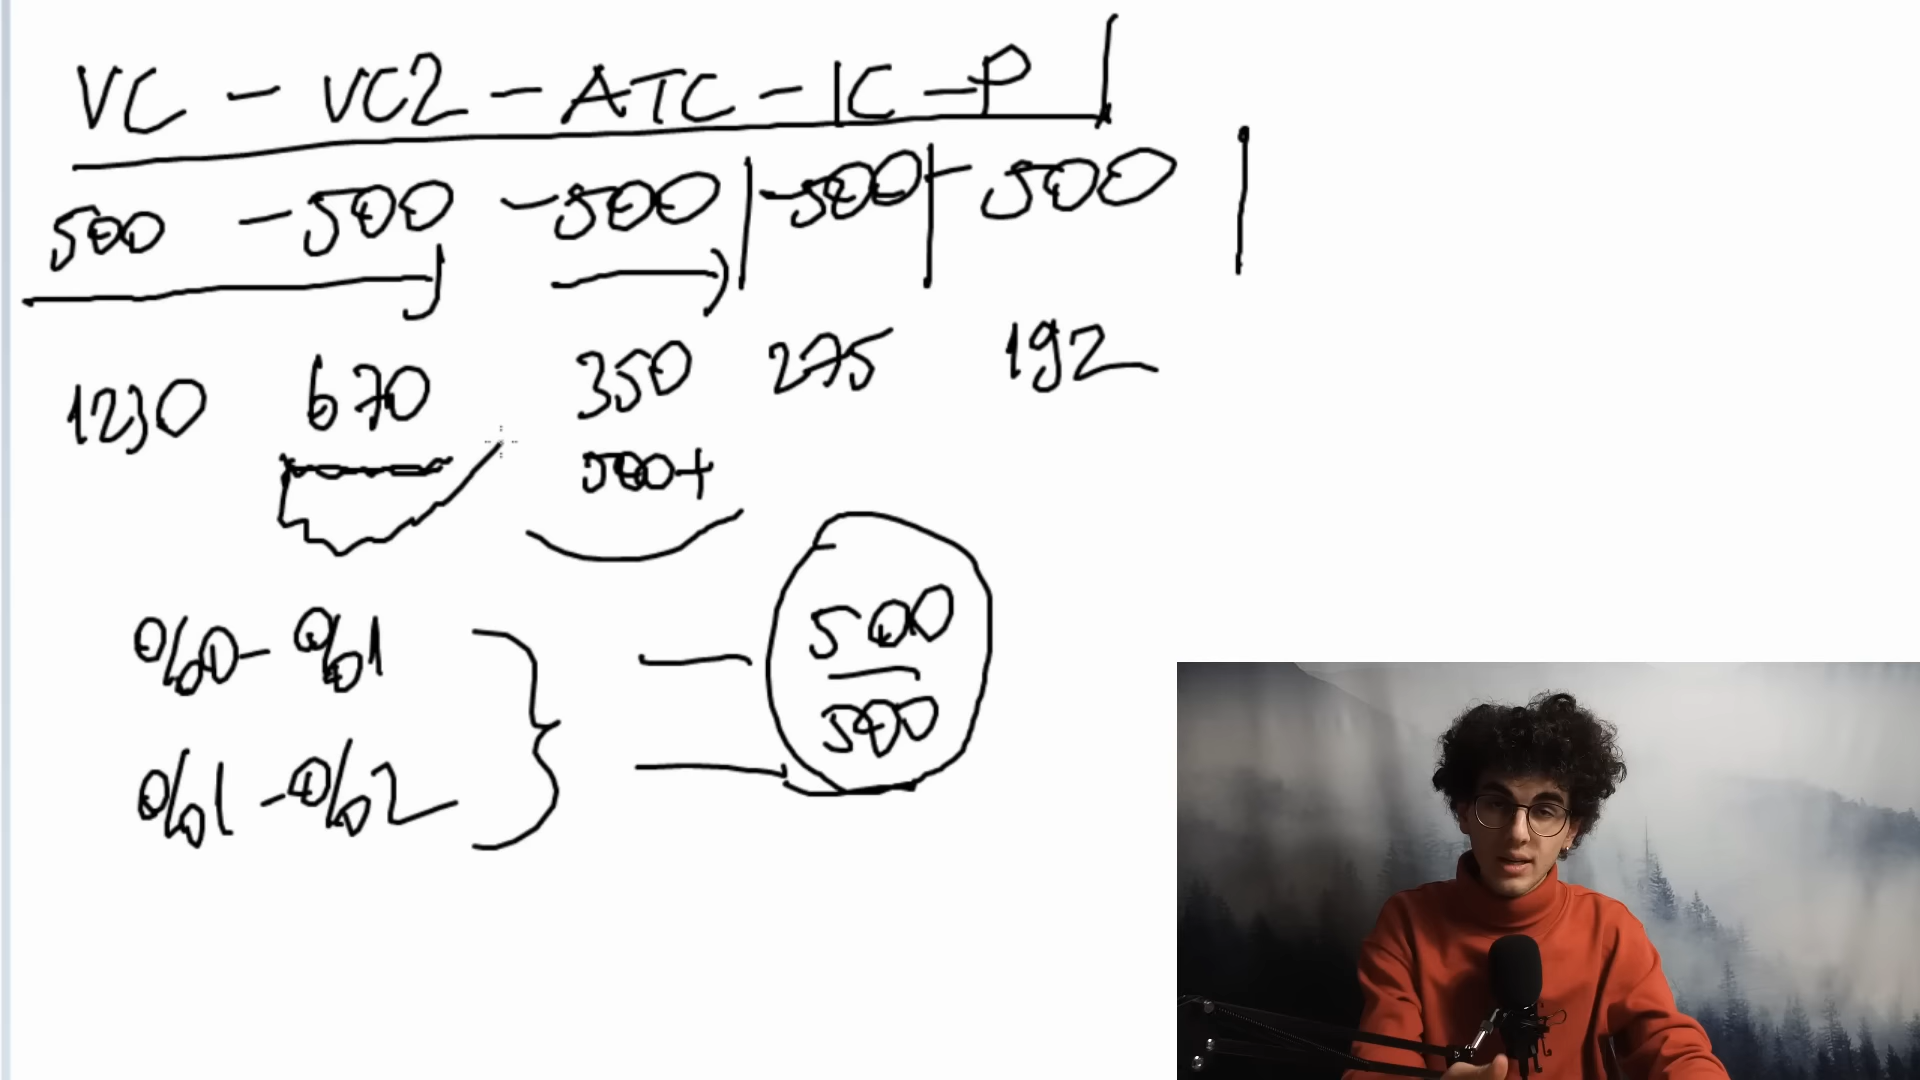 VC - VC2 - ATC - IC - P
500 - 500 - 500 - 500 - 500
1230 670 350 275 192
500+
%0 - %1
%1 - %2
500
500